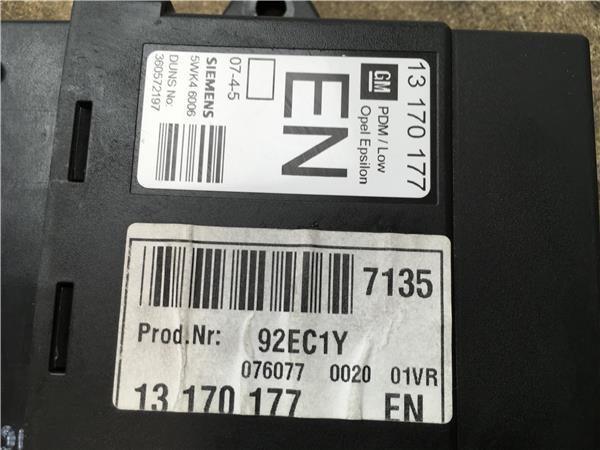 13 170 177
GM PDM / Low
Opel Epsilon
EN
07-4-5
SIEMENS
5WK4 6006
DUNS No:
360572197
7135
Prod.Nr: 92EC1Y
076077 0020 01VR
13 170 177 EN